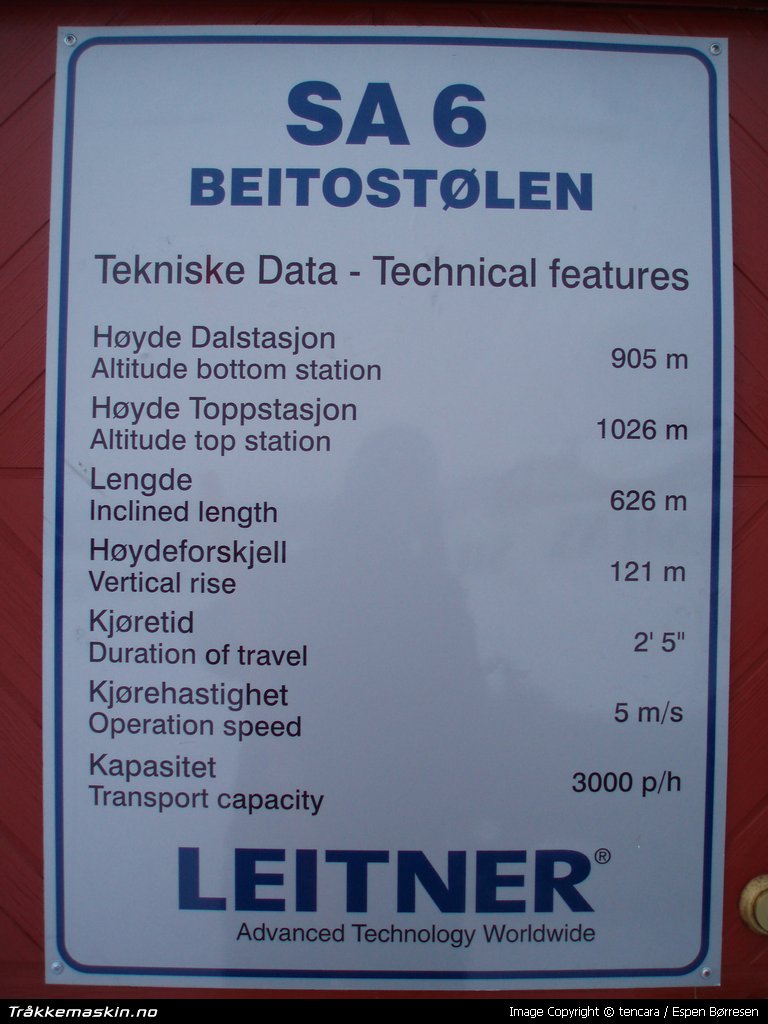 SA 6
BEITOSTØLEN
Tekniske Data - Technical features
Høyde Dalstasjon
Altitude bottom station
905 m
Høyde Toppstasjon
Altitude top station
1026 m
Lengde
Inclined length
626 m
Høydeforskjell
Vertical rise
121 m
Kjøretid
Duration of travel
2' 5"
Kjørehastighet
Operation speed
5 m/s
Kapasitet
Transport capacity
3000 p/h
LEITNER®
Advanced Technology Worldwide
Tråkkemaskin.no
Image Copyright © tencara / Espen Børresen